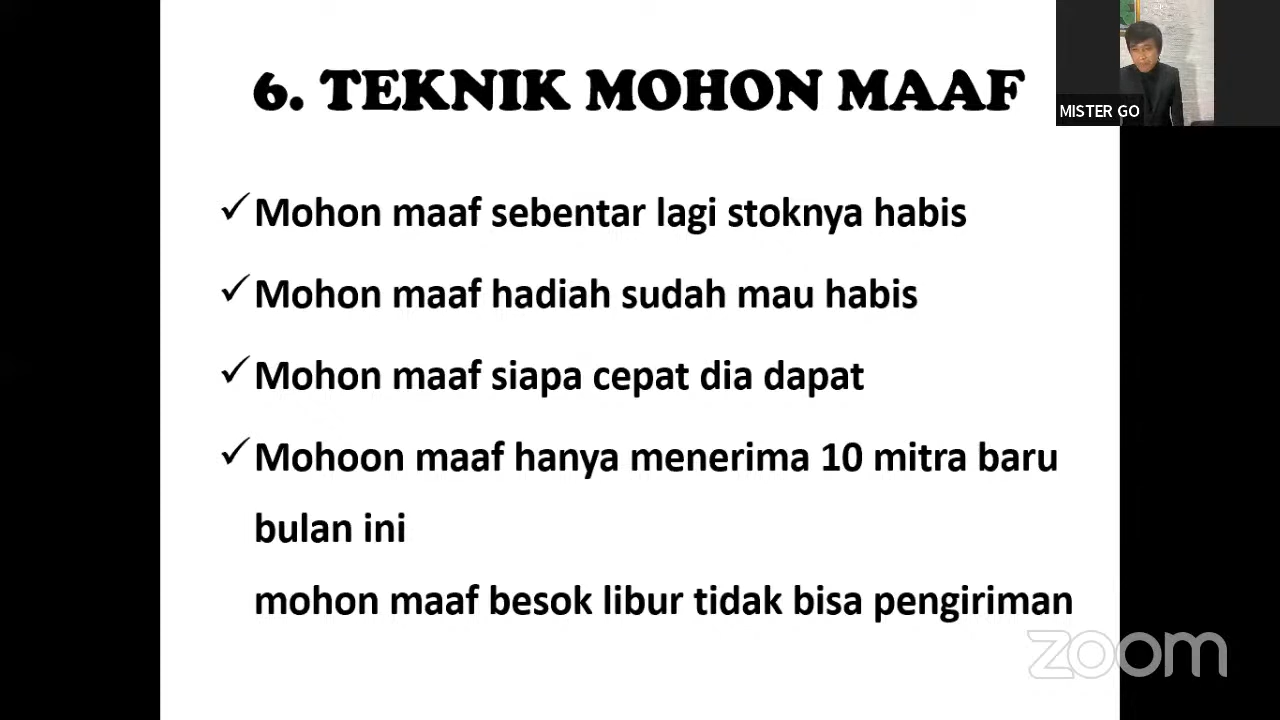 6. TEKNIK MOHON MAAF
MISTER GO
✓Mohon maaf sebentar lagi stoknya habis
✓Mohon maaf hadiah sudah mau habis
✓Mohon maaf siapa cepat dia dapat
✓Mohoon maaf hanya menerima 10 mitra baru
bulan ini
mohon maaf besok libur tidak bisa pengiriman
zoom